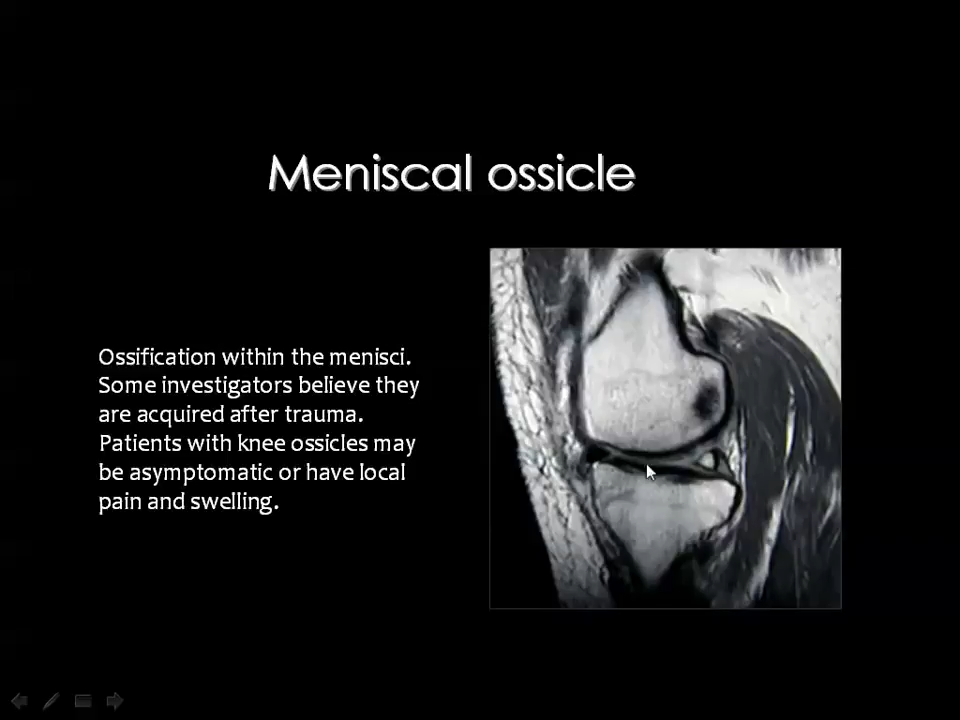 Meniscal ossicle
Ossification within the menisci.
Some investigators believe they
are acquired after trauma.
Patients with knee ossicles may
be asymptomatic or have local
pain and swelling.